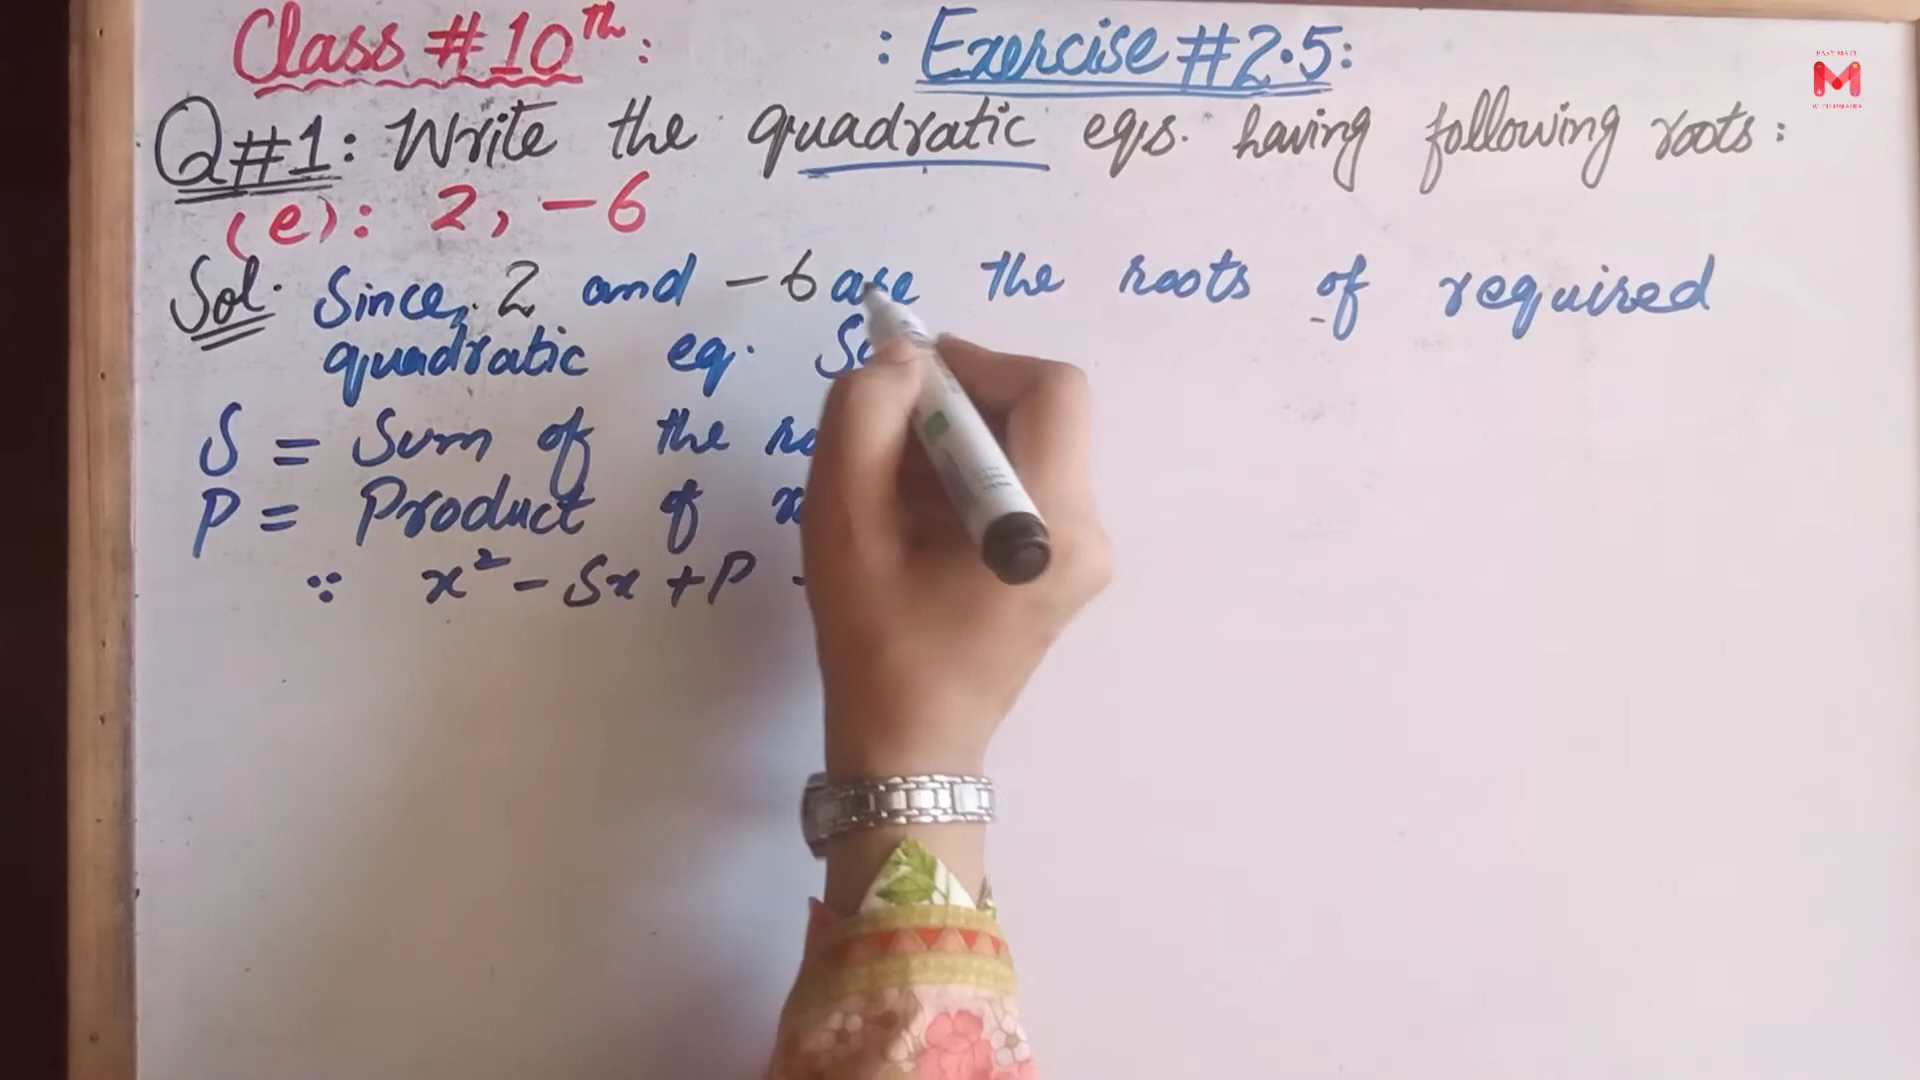 Class #10th:
: Exercise #2.5:
Q#1: Write the quadratic eqs. having following roots:
(e): 2, -6
Sol. Since, 2 and -6 are the roots of required
quadratic eq.
S = Sum of the
P = Product of
∵ x² - Sx + P